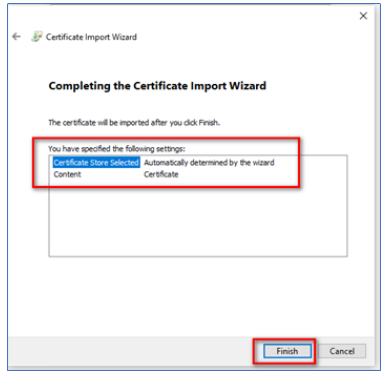 Certificate Import Wizard
Completing the Certificate Import Wizard
The certificate will be imported after you click Finish.
You have specified the following settings:
Certificate Store Selected Automatically determined by the wizard
Content Certificate
Finish Cancel